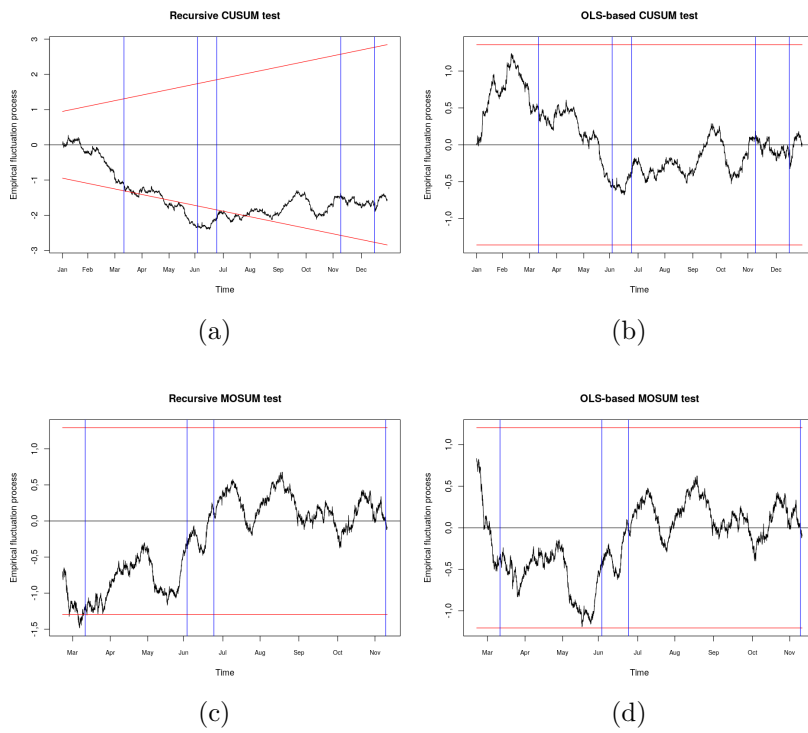 Recursive CUSUM test
Empirical fluctuation process
3
2
1
0
-1
-2
-3
Jan Feb Mar Apr May Jun Jul Aug Sep Oct Nov Dec
Time
(a)
OLS-based CUSUM test
Empirical fluctuation process
1,0
0,5
0,0
-0,5
-1,0
Jan Feb Mar Apr May Jun Jul Aug Sep Oct Nov Dec
Time
(b)
Recursive MOSUM test
Empirical fluctuation process
1,0
0,5
0,0
-0,5
-1,0
-1,5
Mar Apr May Jun Jul Aug Sep Oct Nov
Time
(c)
OLS-based MOSUM test
Empirical fluctuation process
1,0
0,5
0,0
-0,5
-1,0
Mar Apr May Jun Jul Aug Sep Oct Nov
Time
(d)